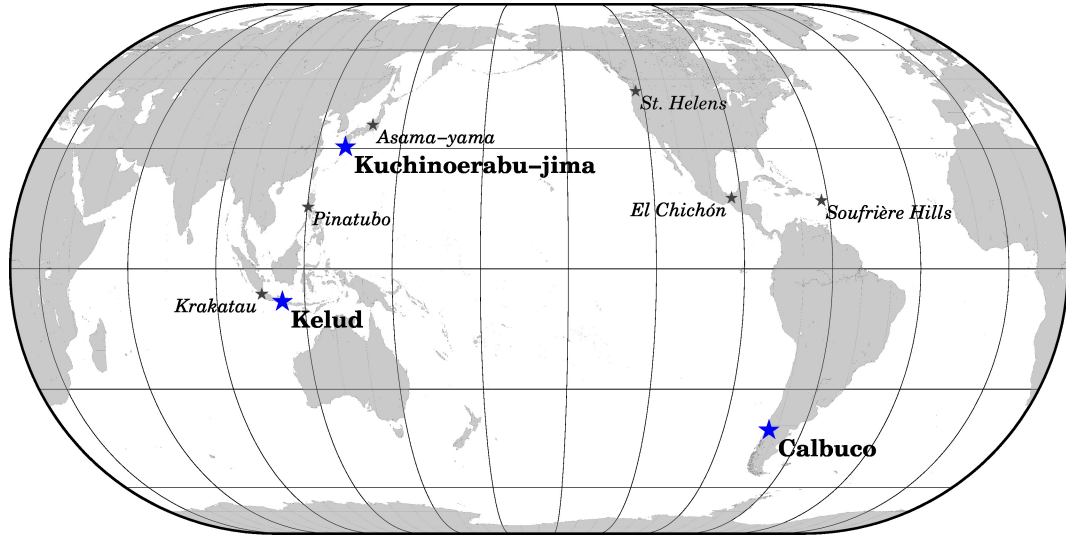 St. Helens
Asama−yama
Kuchinoerabu−jima
El Chichón
Soufrière Hills
Pinatubo
Krakatau
Kelud
Calbuco